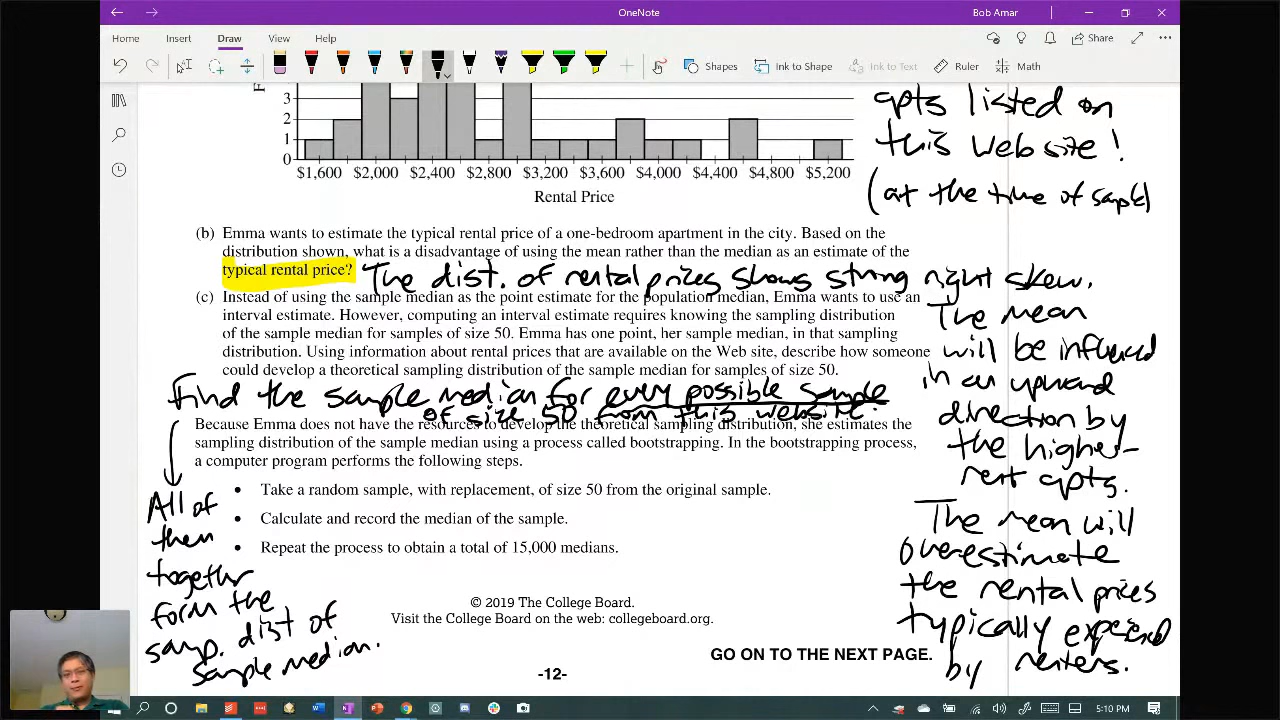 OneNote
Bob Amar
Home Insert Draw View Help
Share
Shapes
Ink to Shape
Ink to Text
Ruler
Math
F
3
2
1
0
$1,600 $2,000 $2,400 $2,800 $3,200 $3,600 $4,000 $4,400 $4,800 $5,200
Rental Price
apts listed on
this Web site!
(at the time of sample)
(b) Emma wants to estimate the typical rental price of a one-bedroom apartment in the city. Based on the
distribution shown, what is a disadvantage of using the mean rather than the median as an estimate of the
typical rental price?
The dist. of rental prices shows strong right skew.
The mean
will be influenced
in an upward
direction by
the higher-
rent apts.
The mean will
overestimate
the rental prices
typically experienced
by renters.
(c) Instead of using the sample median as the point estimate for the population median, Emma wants to use an
interval estimate. However, computing an interval estimate requires knowing the sampling distribution
of the sample median for samples of size 50. Emma has one point, her sample median, in that sampling
distribution. Using information about rental prices that are available on the Web site, describe how someone
could develop a theoretical sampling distribution of the sample median for samples of size 50.
Find the sample median for every possible sample
of size 50 from this website.
All of
them
together
form the
samp. dist of
sample median.
Because Emma does not have the resources to develop the theoretical sampling distribution, she estimates the
sampling distribution of the sample median using a process called bootstrapping. In the bootstrapping process,
a computer program performs the following steps.
• Take a random sample, with replacement, of size 50 from the original sample.
• Calculate and record the median of the sample.
• Repeat the process to obtain a total of 15,000 medians.
© 2019 The College Board.
Visit the College Board on the web: collegeboard.org.
GO ON TO THE NEXT PAGE.
-12-
5:10 PM